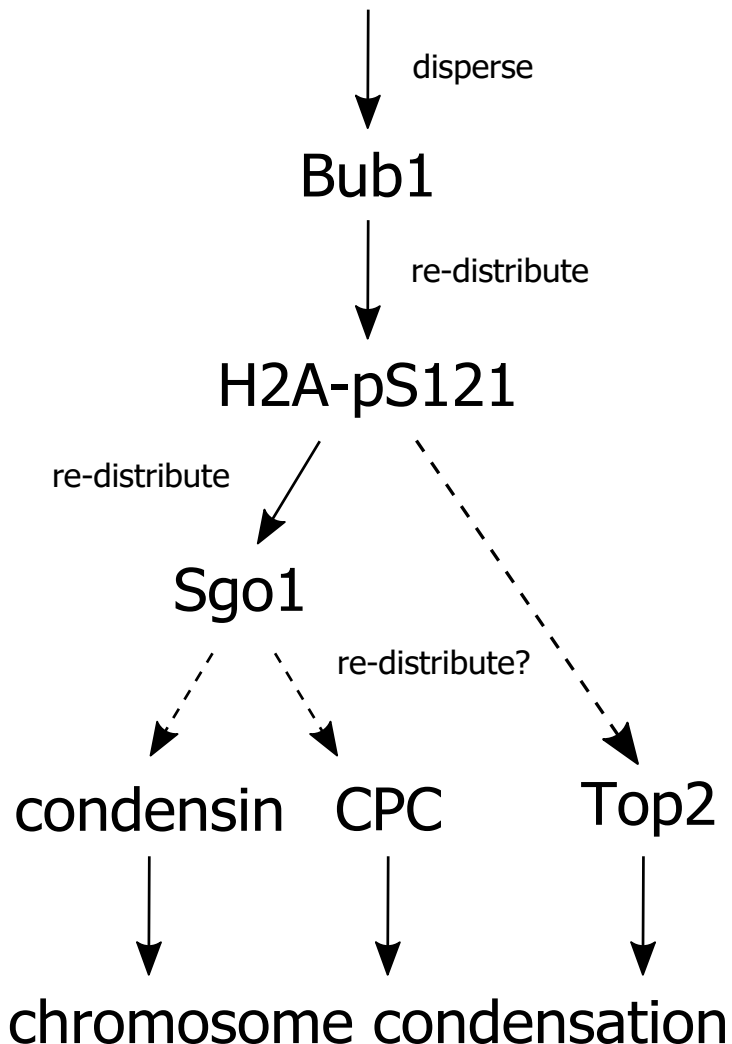 disperse
Bub1
re-distribute
H2A-pS121
re-distribute
Sgo1
re-distribute?
condensin CPC Top2
chromosome condensation